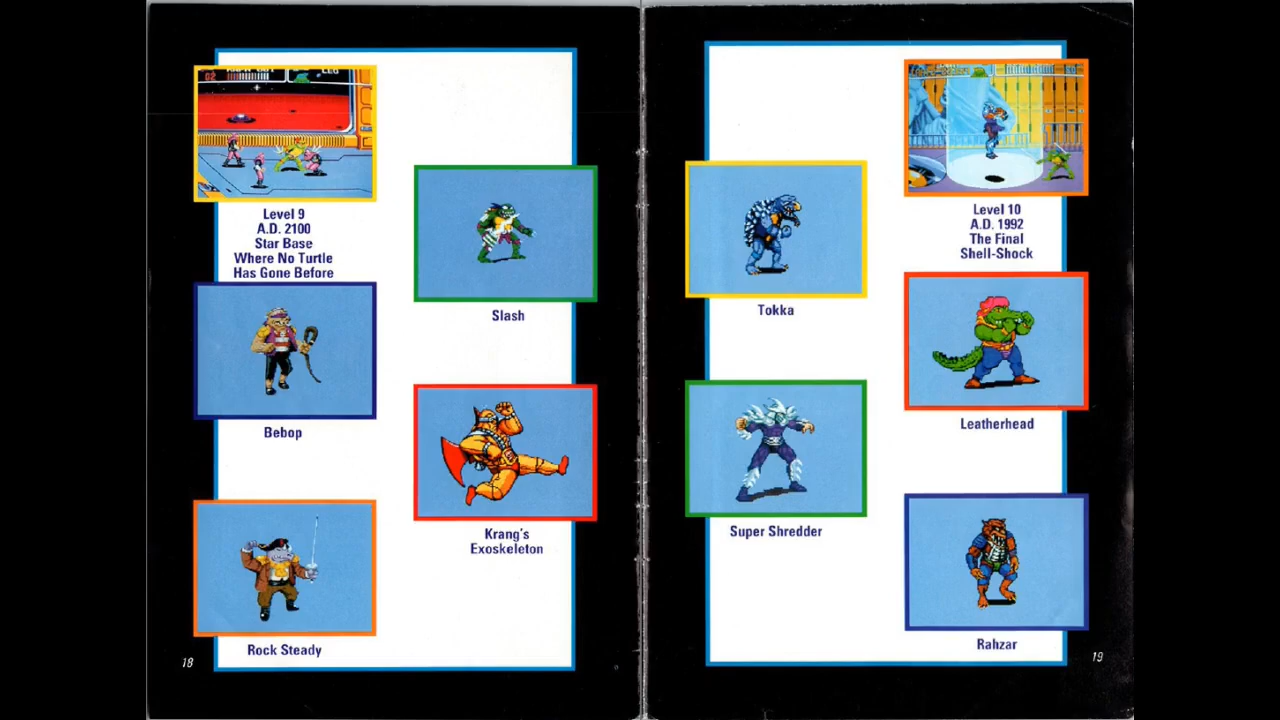 Level 9
A.D. 2100
Star Base
Where No Turtle
Has Gone Before
Slash
Bebop
Krang's
Exoskeleton
Rock Steady
18
Level 10
A.D. 1992
The Final
Shell-Shock
Tokka
Leatherhead
Super Shredder
Rahzar
19